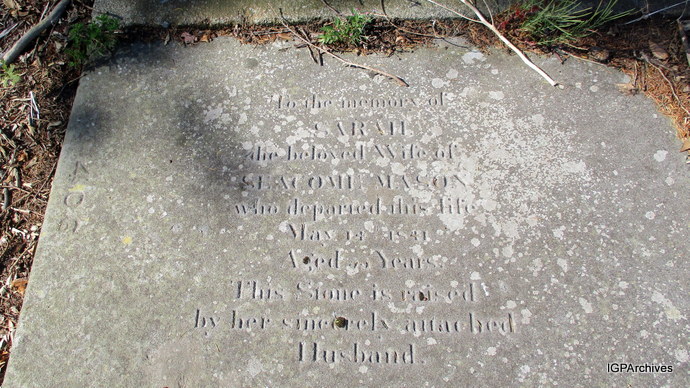 To the memory of
SARAH
the beloved Wife of
SEACOME MASON
who departed this life
May
Aged Years
This Stone is raised
by her sincerely attached
Husband.
IGPArchives